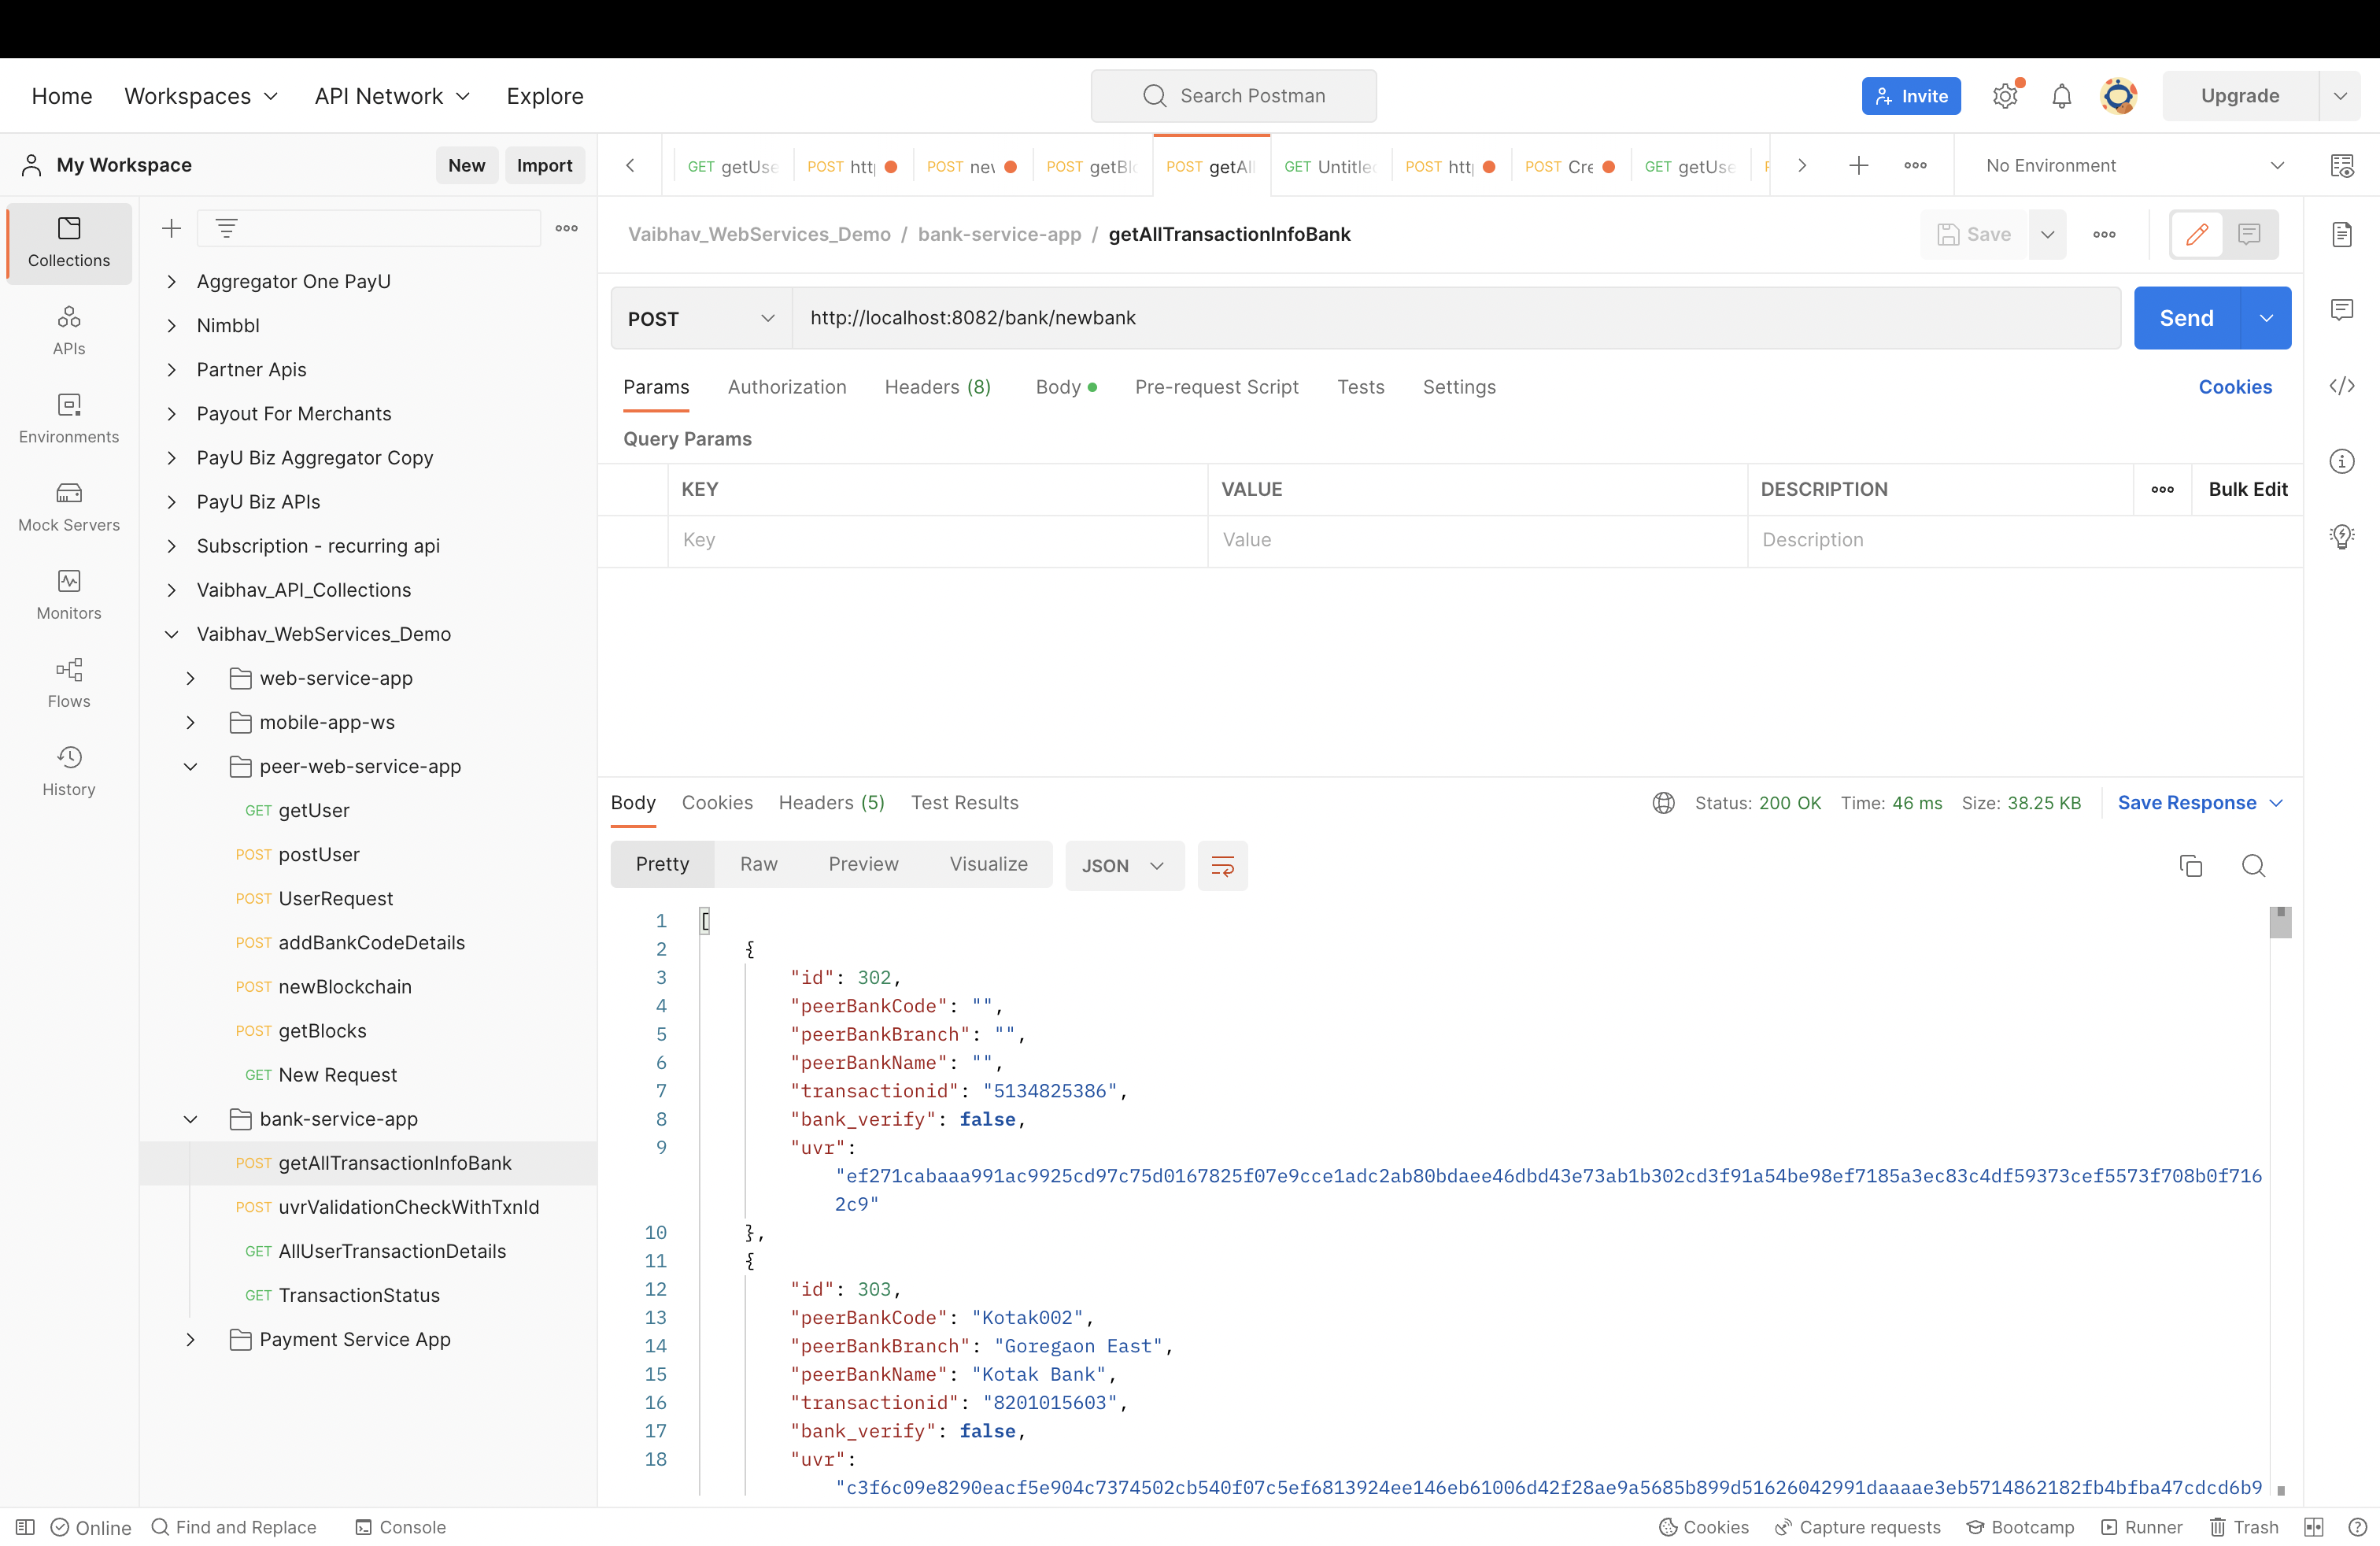 Home Workspaces API Network Explore Search Postman Invite Upgrade
My Workspace New Import
GET getUse POST htt POST nev POST getBlo POST getAll GET Untitle POST htt POST Cre GET getUse No Environment
Collections
APIs
Environments
Mock Servers
Monitors
Flows
History
Aggregator One PayU
Nimbbl
Partner Apis
Payout For Merchants
PayU Biz Aggregator Copy
PayU Biz APIs
Subscription - recurring api
Vaibhav_API_Collections
Vaibhav_WebServices_Demo
web-service-app
mobile-app-ws
peer-web-service-app
GET getUser
POST postUser
POST UserRequest
POST addBankCodeDetails
POST newBlockchain
POST getBlocks
GET New Request
bank-service-app
POST getAllTransactionInfoBank
POST uvrValidationCheckWithTxnId
GET AllUserTransactionDetails
GET TransactionStatus
Payment Service App
Vaibhav_WebServices_Demo / bank-service-app / getAllTransactionInfoBank Save
POST http://localhost:8082/bank/newbank Send
Params Authorization Headers (8) Body Pre-request Script Tests Settings Cookies
Query Params
KEY VALUE DESCRIPTION Bulk Edit
Key Value Description
Body Cookies Headers (5) Test Results Status: 200 OK Time: 46 ms Size: 38.25 KB Save Response
Pretty Raw Preview Visualize JSON
1 [
2 {
3 "id": 302,
4 "peerBankCode": "",
5 "peerBankBranch": "",
6 "peerBankName": "",
7 "transactionid": "5134825386",
8 "bank_verify": false,
9 "uvr":
"ef271cabaaa991ac9925cd97c75d0167825f07e9cce1adc2ab80bdaee46dbd43e73ab1b302cd3f91a54be98ef7185a3ec83c4df59373cef5573f708b0f716
2c9"
10 },
11 {
12 "id": 303,
13 "peerBankCode": "Kotak002",
14 "peerBankBranch": "Goregaon East",
15 "peerBankName": "Kotak Bank",
16 "transactionid": "8201015603",
17 "bank_verify": false,
18 "uvr":
"c3f6c09e8290eacf5e904c7374502cb540f07c5ef6813924ee146eb61006d42f28ae9a5685b899d51626042991daaaae3eb5714862182fb4bfba47cdcd6b9
Online Find and Replace Console Cookies Capture requests Bootcamp Runner Trash